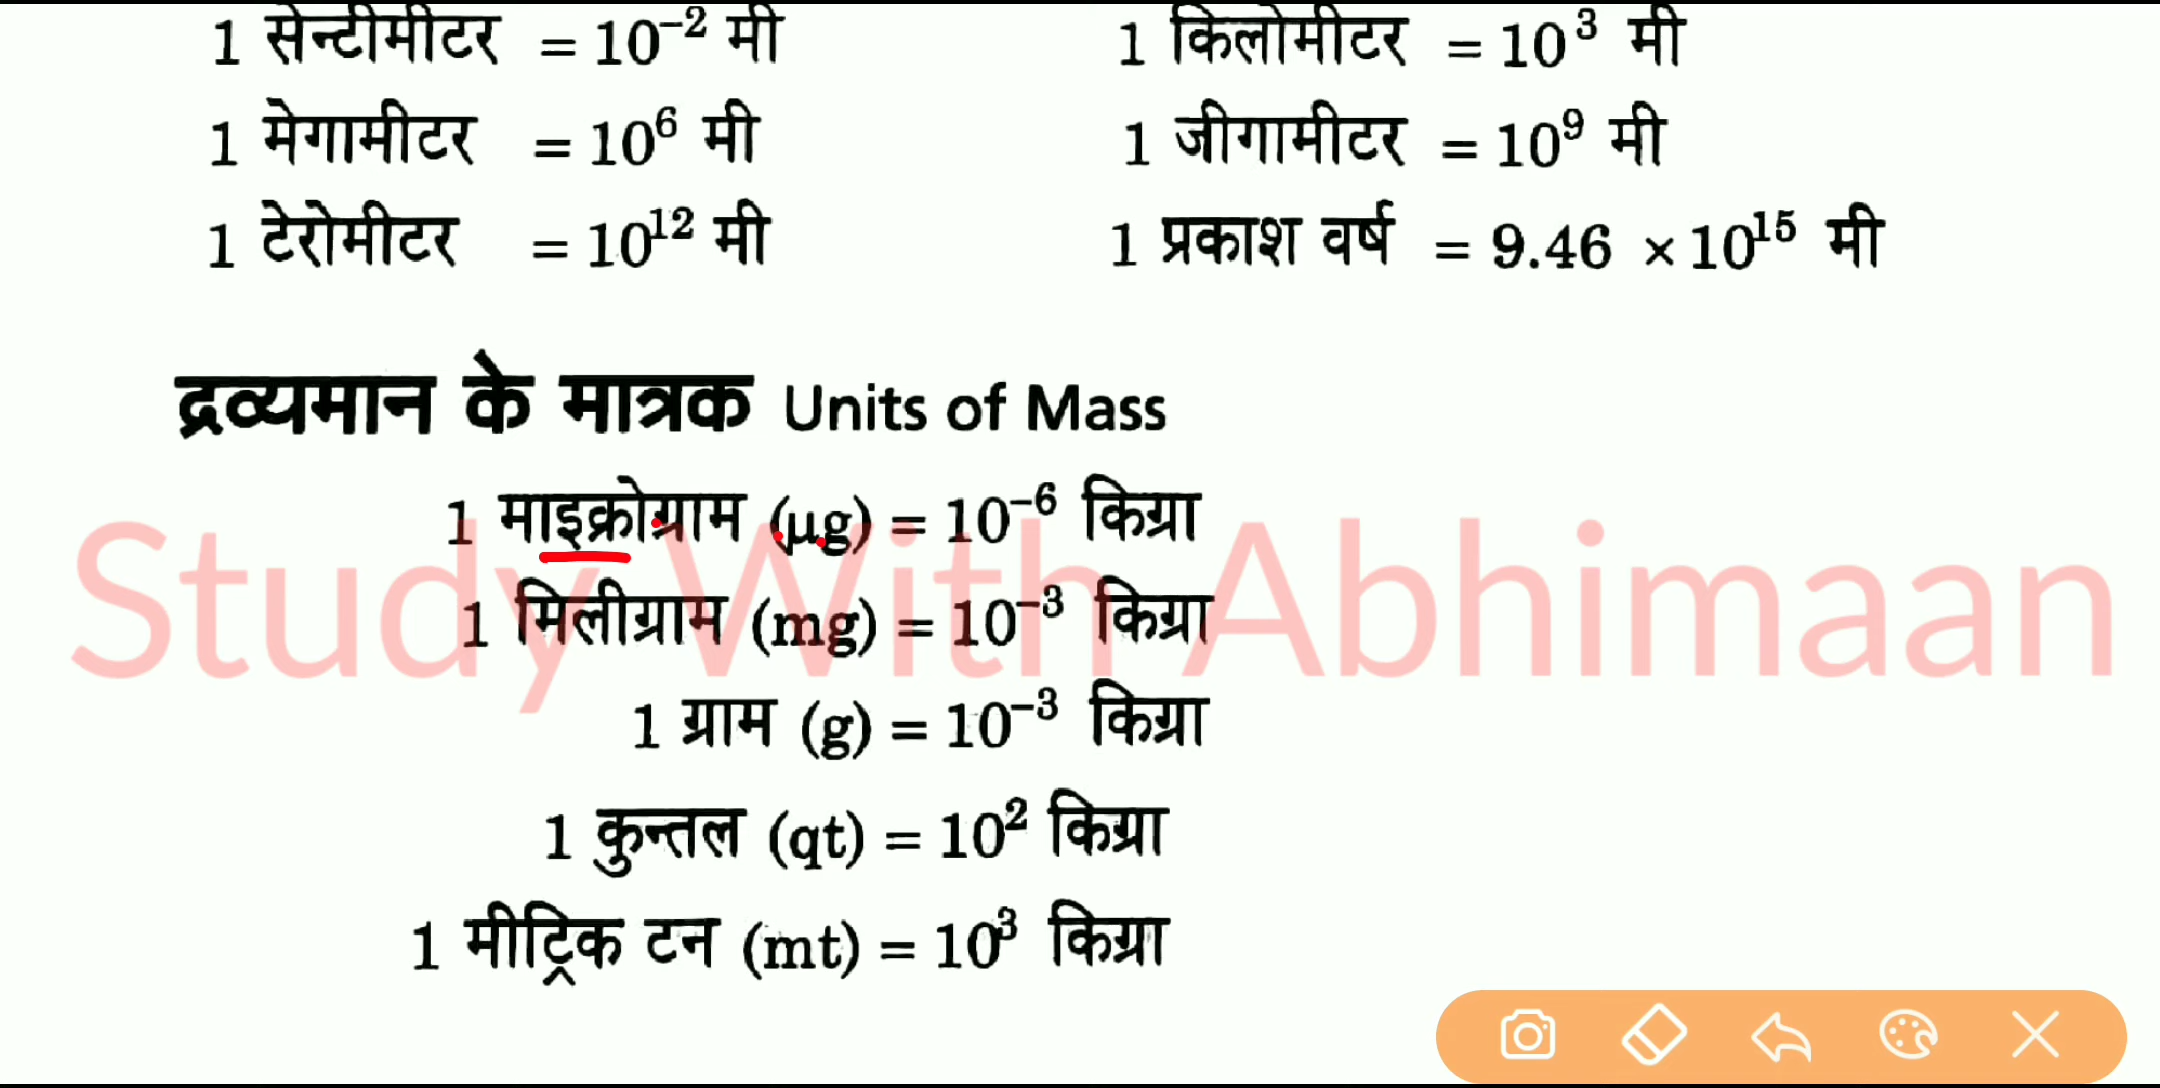 1 सेन्टीमीटर = 10⁻² मी 1 किलोमीटर = 10³ मी
1 मेगामीटर = 10⁶ मी 1 जीगामीटर = 10⁹ मी
1 टेरोमीटर = 10¹² मी 1 प्रकाश वर्ष = 9.46 × 10¹⁵ मी
द्रव्यमान के मात्रक Units of Mass
1 माइक्रोग्राम (μg) = 10⁻⁶ किग्रा
Study With Abhimaan
1 मिलीग्राम (mg) = 10⁻³ किग्रा
1 ग्राम (g) = 10⁻³ किग्रा
1 कुन्तल (qt) = 10² किग्रा
1 मीट्रिक टन (mt) = 10³ किग्रा